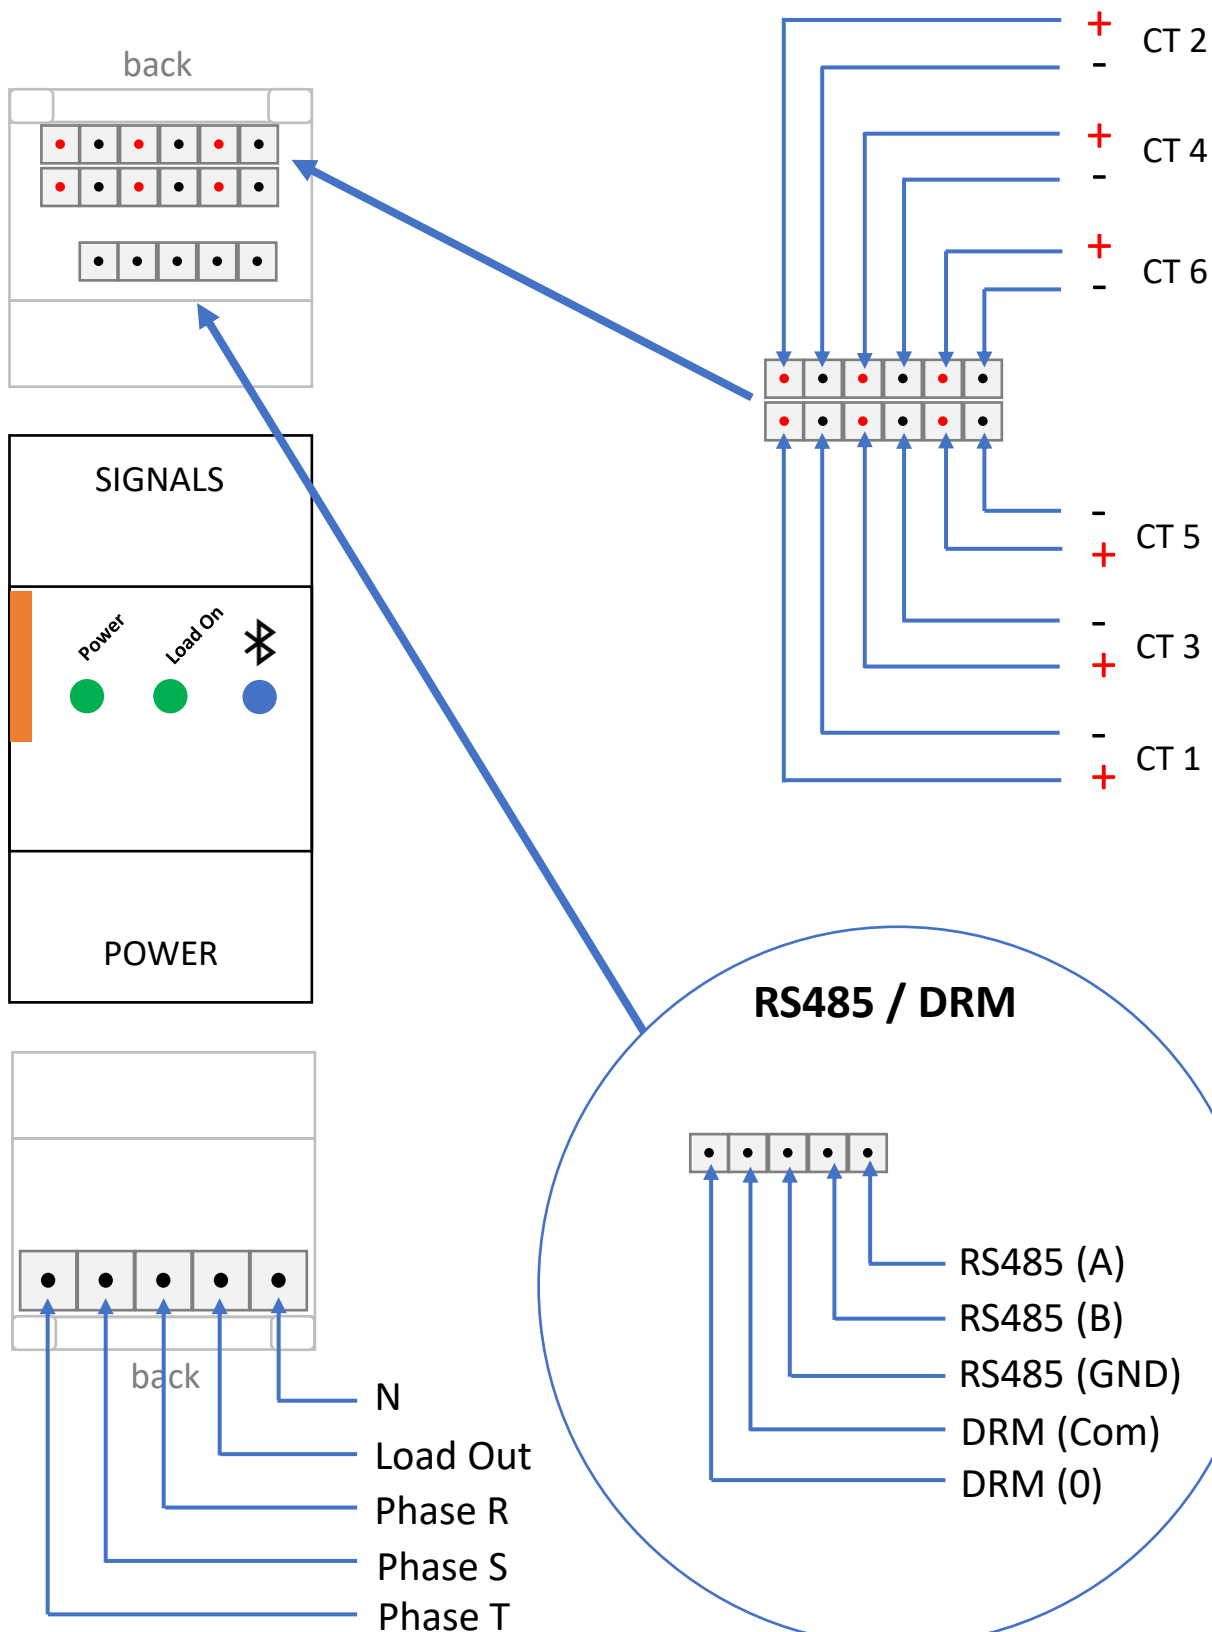 back
SIGNALS
Power
Load On
POWER
back
N
Load Out
Phase R
Phase S
Phase T
+
CT 2
-
+
CT 4
-
+
CT 6
-
-
CT 5
+
-
CT 3
+
-
CT 1
+
RS485 / DRM
RS485 (A)
RS485 (B)
RS485 (GND)
DRM (Com)
DRM (0)